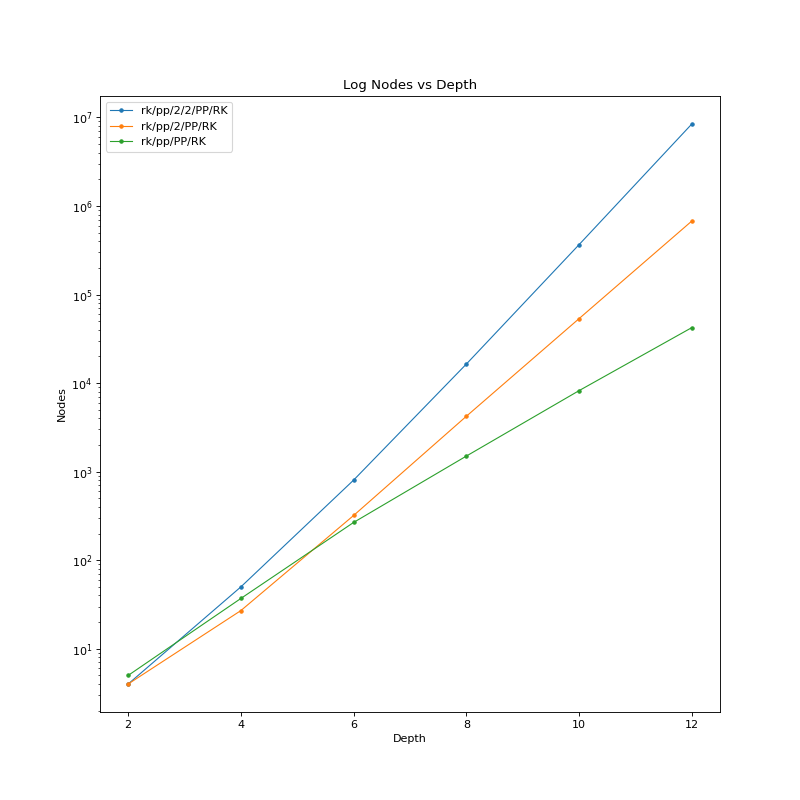 Log Nodes vs Depth
rk/pp/2/2/PP/RK
rk/pp/2/PP/RK
rk/pp/PP/RK
10^7
10^6
10^5
10^4
10^3
10^2
10^1
Nodes
2 4 6 8 10 12
Depth